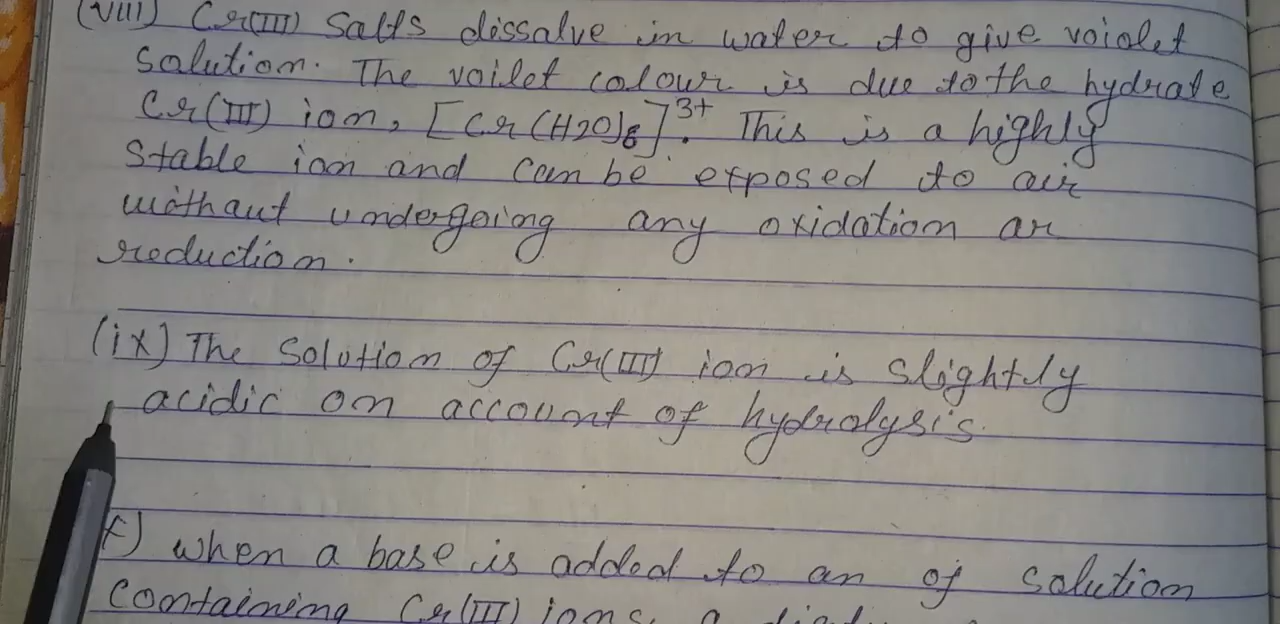 (viii) Cr(III) Salts dissalve in water to give voiolet
Solution. The voilet colour is due to the hydrate
Cr(III) ion, [Cr(H2O)6]3+. This is a highly
Stable ion and can be exposed to air
without undergoing any oxidation or
reduction.
(ix) The Solution of Cr(III) ion is slightly
acidic on account of hydrolysis.
x) when a base is added to an of solution
Containing Cr(III) ions, a